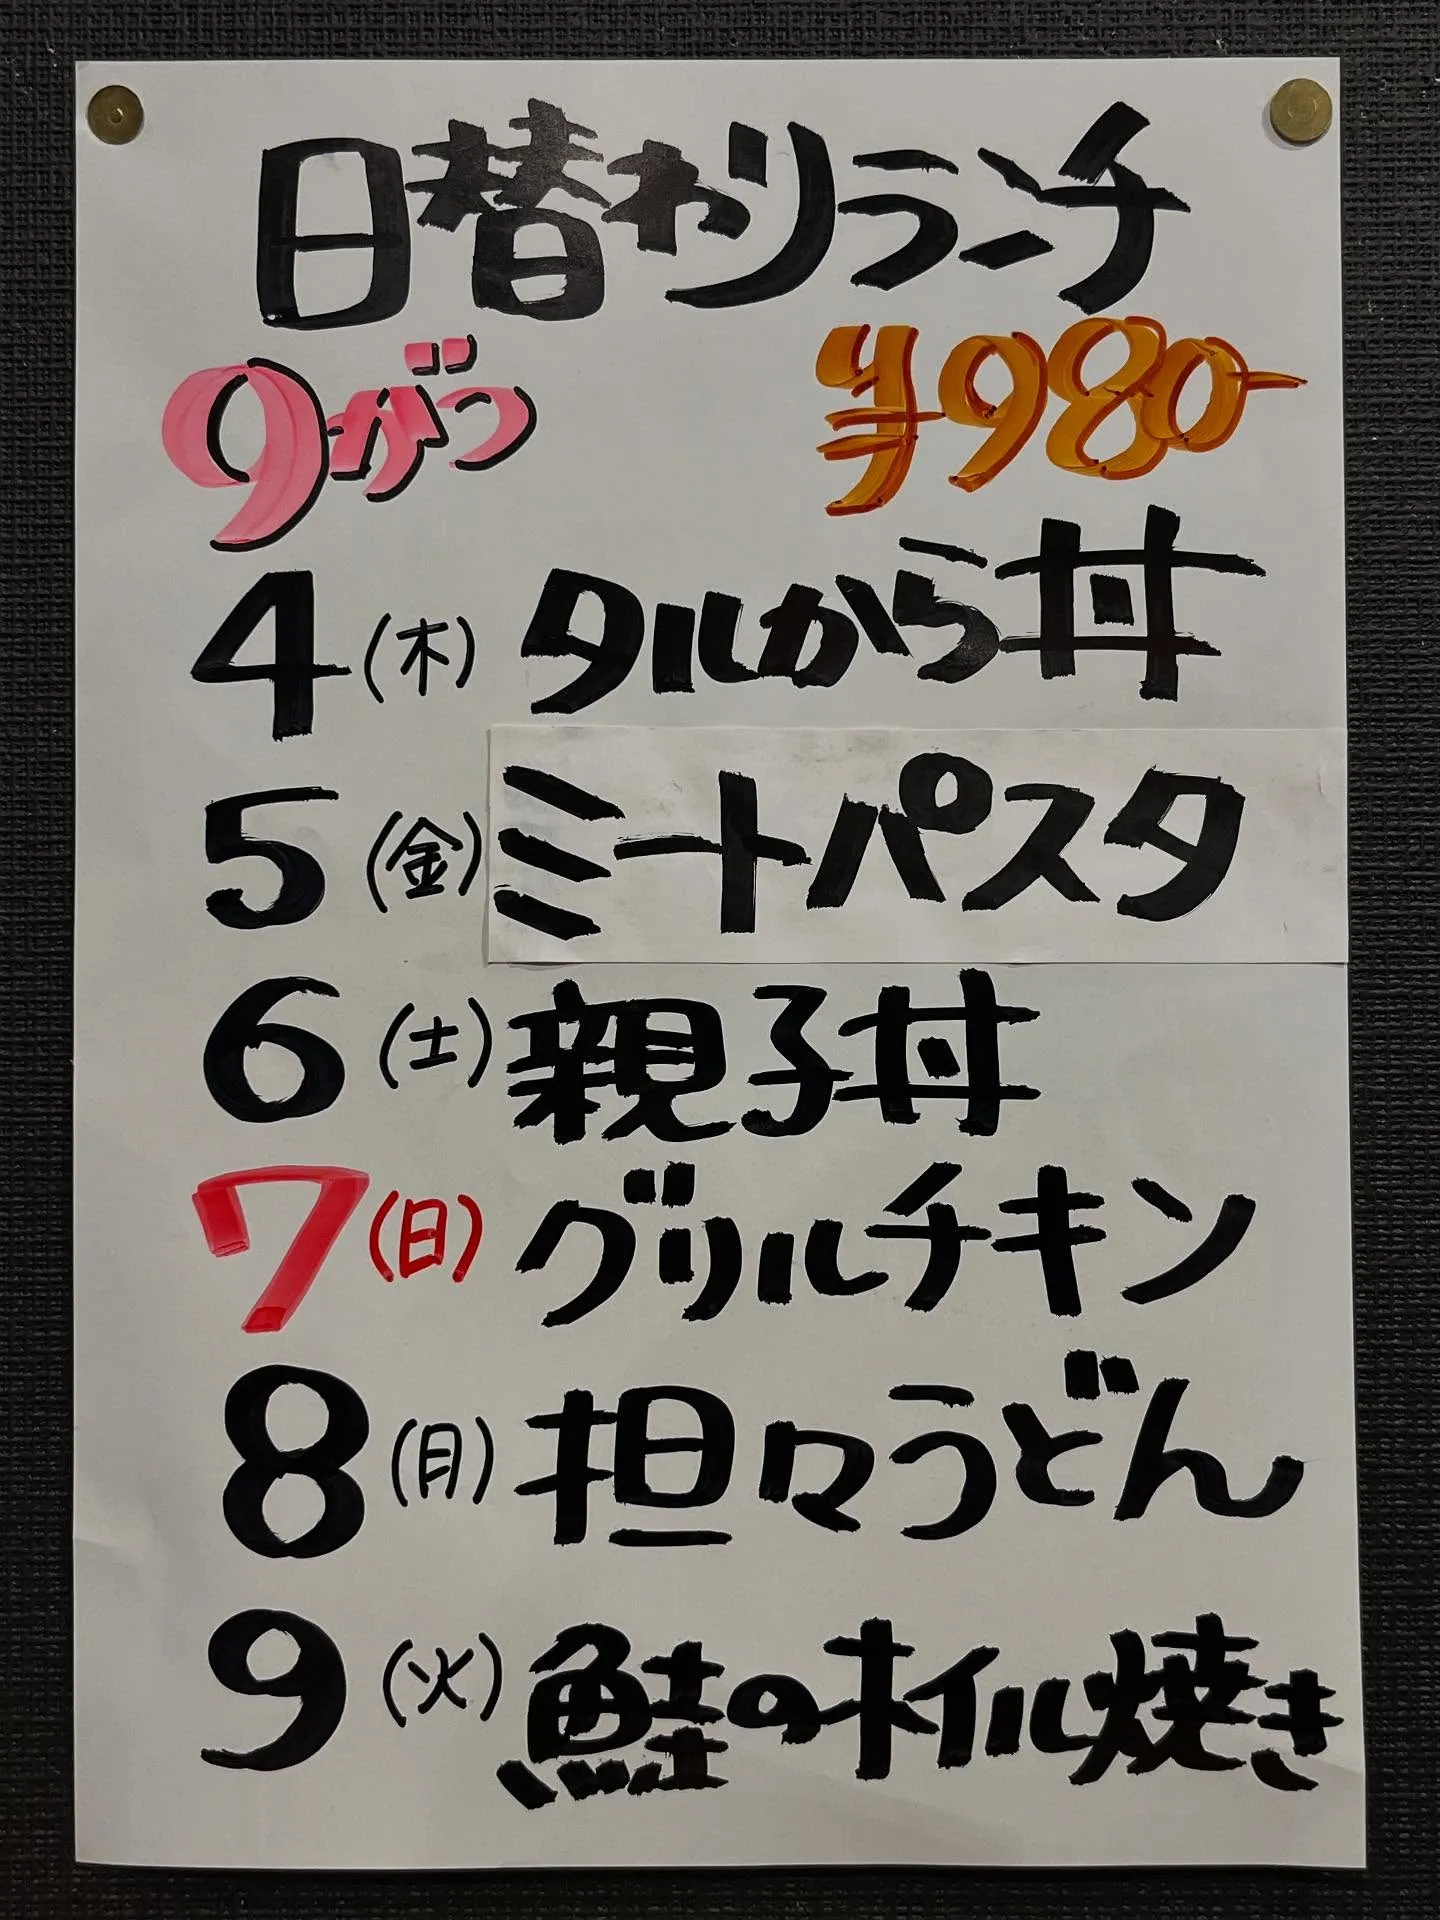 日替わりランチ
9がつ ¥980-
4(木) タルから丼
5(金) ミートパスタ
6(土) 親子丼
7(日) グリルチキン
8(月) 担々うどん
9(火) 鮭のホイル焼き